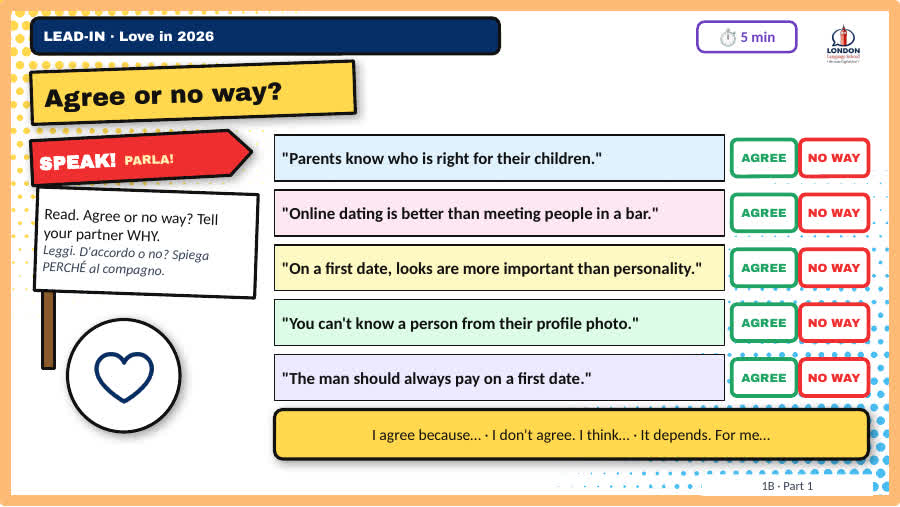 LEAD-IN · Love in 2026
⏱️ 5 min
LONDON
Language School
Agree or no way?
SPEAK! PARLA!
Read. Agree or no way? Tell
your partner WHY.
Leggi. D'accordo o no? Spiega
PERCHÉ al compagno.
"Parents know who is right for their children." AGREE NO WAY
"Online dating is better than meeting people in a bar." AGREE NO WAY
"On a first date, looks are more important than personality." AGREE NO WAY
"You can't know a person from their profile photo." AGREE NO WAY
"The man should always pay on a first date." AGREE NO WAY
I agree because... · I don't agree. I think... · It depends. For me...
1B · Part 1